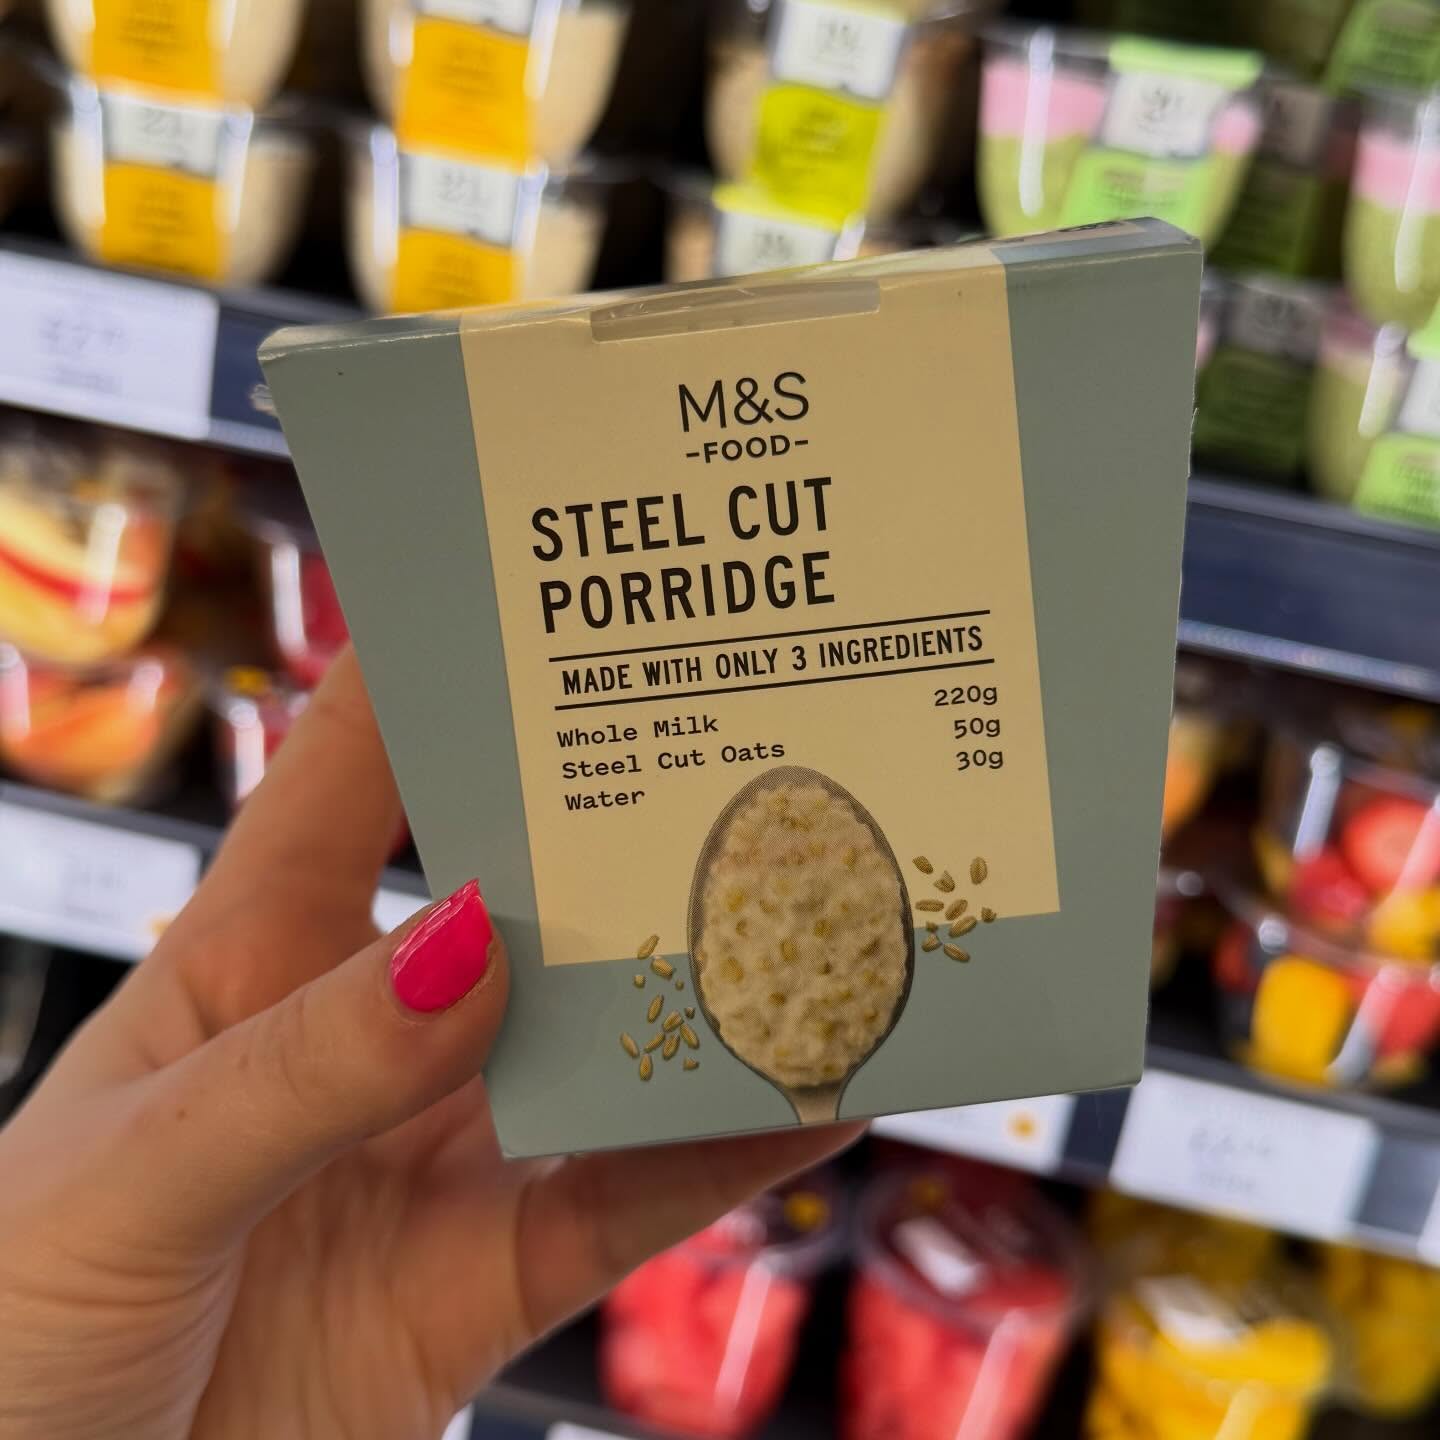 M&S
-FOOD-
STEEL CUT
PORRIDGE
MADE WITH ONLY 3 INGREDIENTS
Whole Milk 220g
Steel Cut Oats 50g
Water 30g